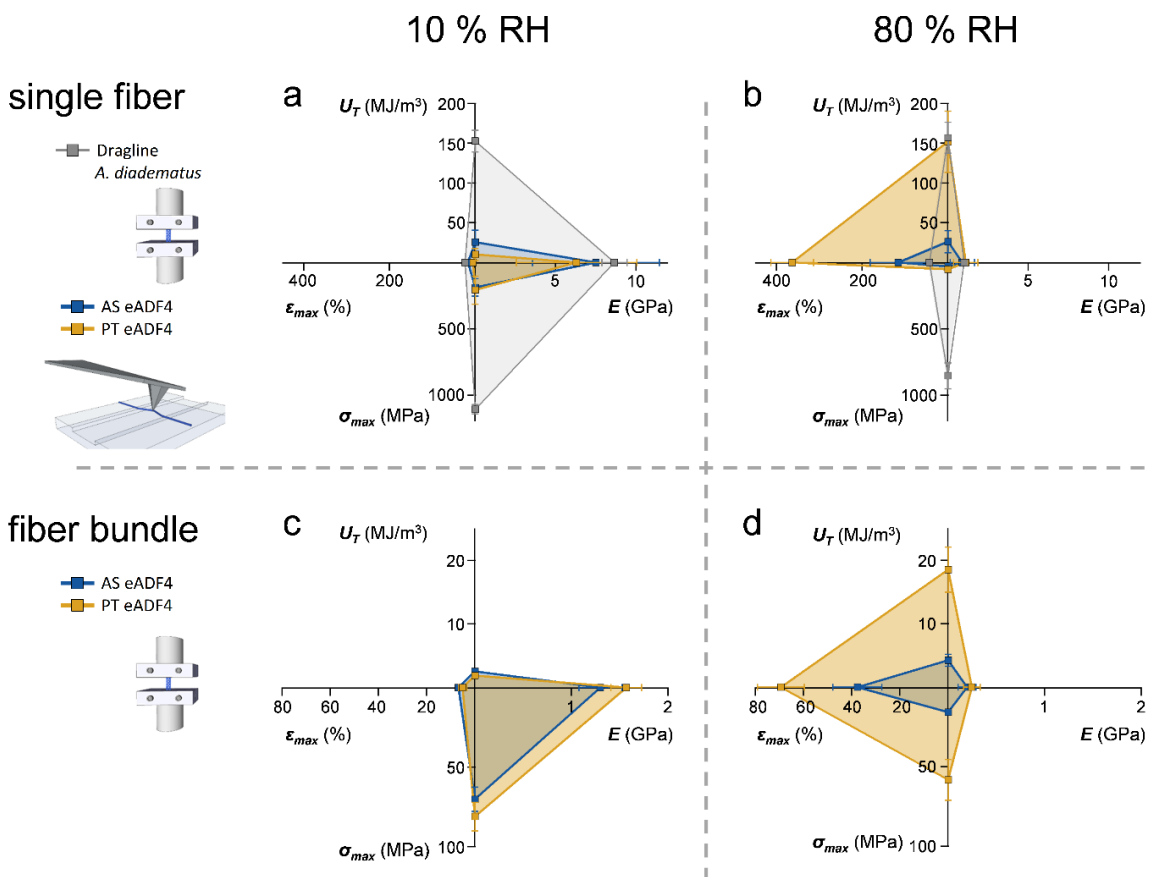 10 % RH
80 % RH
single fiber
Dragline
A. diadematus
AS eADF4
PT eADF4
a
U_T (MJ/m³)
200
150
100
50
400
200
5
10
ε_max (%)
E (GPa)
500
1000
σ_max (MPa)
b
U_T (MJ/m³)
200
150
100
50
400
200
5
10
ε_max (%)
E (GPa)
500
1000
σ_max (MPa)
fiber bundle
AS eADF4
PT eADF4
c
U_T (MJ/m³)
20
10
80
60
40
20
1
2
ε_max (%)
E (GPa)
50
100
σ_max (MPa)
d
U_T (MJ/m³)
20
10
80
60
40
20
1
2
ε_max (%)
E (GPa)
50
100
σ_max (MPa)